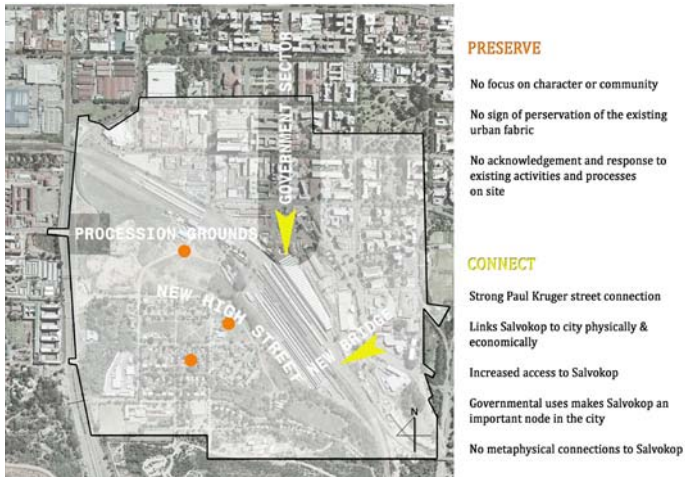 GOVERNMENT SECTOR
PROCESSION GROUNDS
NEW HIGH STREET
NEW BRIDGE
N
PRESERVE
No focus on character or community
No sign of perservation of the existing
urban fabric
No acknowledgement and response to
existing activities and processes
on site
CONNECT
Strong Paul Kruger street connection
Links Salvokop to city physically &
economically
Increased access to Salvokop
Governmental uses makes Salvokop an
important node in the city
No metaphysical connections to Salvokop